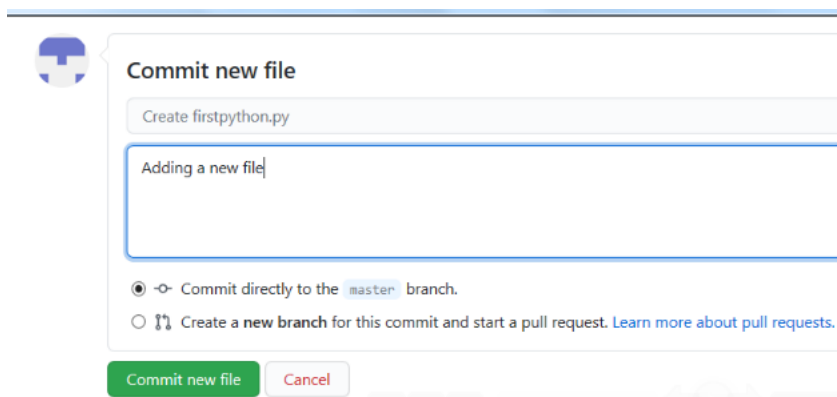 Commit new file
Create firstpython.py
Adding a new file
Commit directly to the master branch.
Create a new branch for this commit and start a pull request. Learn more about pull requests.
Commit new file Cancel